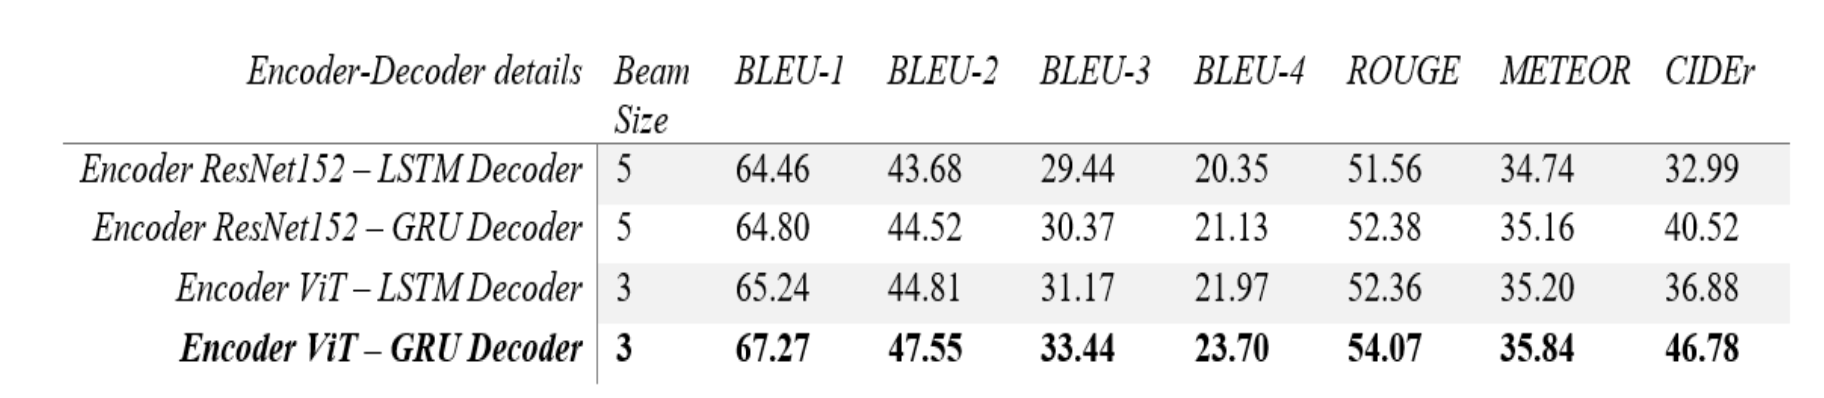 Encoder-Decoder details Beam Size BLEU-1 BLEU-2 BLEU-3 BLEU-4 ROUGE METEOR CIDEr
Encoder ResNet152 – LSTM Decoder 5 64.46 43.68 29.44 20.35 51.56 34.74 32.99
Encoder ResNet152 – GRU Decoder 5 64.80 44.52 30.37 21.13 52.38 35.16 40.52
Encoder ViT – LSTM Decoder 3 65.24 44.81 31.17 21.97 52.36 35.20 36.88
Encoder ViT – GRU Decoder 3 67.27 47.55 33.44 23.70 54.07 35.84 46.78